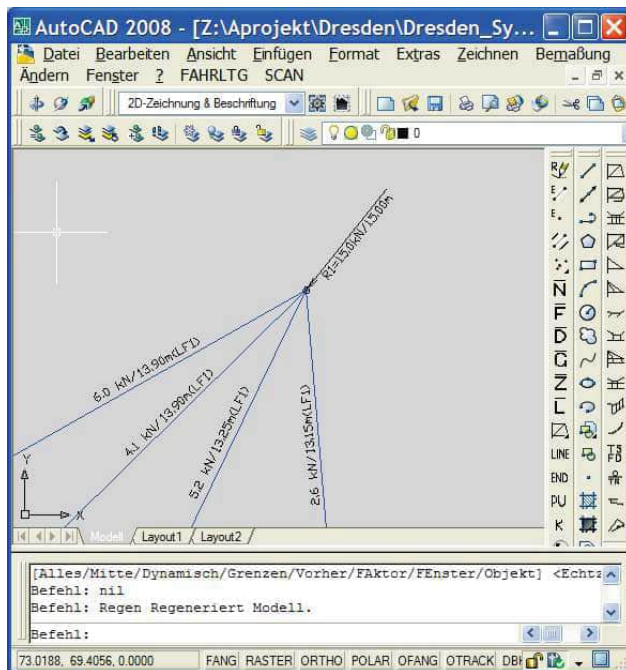 AutoCAD 2008 - [Z:\Aprojekt\Dresden\Dresden_Sy...
Datei Bearbeiten Ansicht Einfügen Format Extras Zeichnen Bemaßung
Ändern Fenster ? FAHRLTG SCAN
2D-Zeichnung & Beschriftung
0
R1=15.0kN/15.00m
6.0 kN/13.90m(LF1)
4.1 kN/13.90m(LF1)
5.2 kN/13.25m(LF1)
2.6 kN/13.15m(LF1)
Y
X
N
F
D
G
Z
L
LINE
END
PU
K
Modell Layout1 Layout2
[Alles/Mitte/Dynamisch/Grenzen/Vorher/FAktor/FEnster/Objekt] <Echtz
Befehl: nil
Befehl: Regen Regeneriert Modell.
Befehl:
73.0188, 69.4056, 0.0000 FANG RASTER ORTHO POLAR OFANG OTRACK